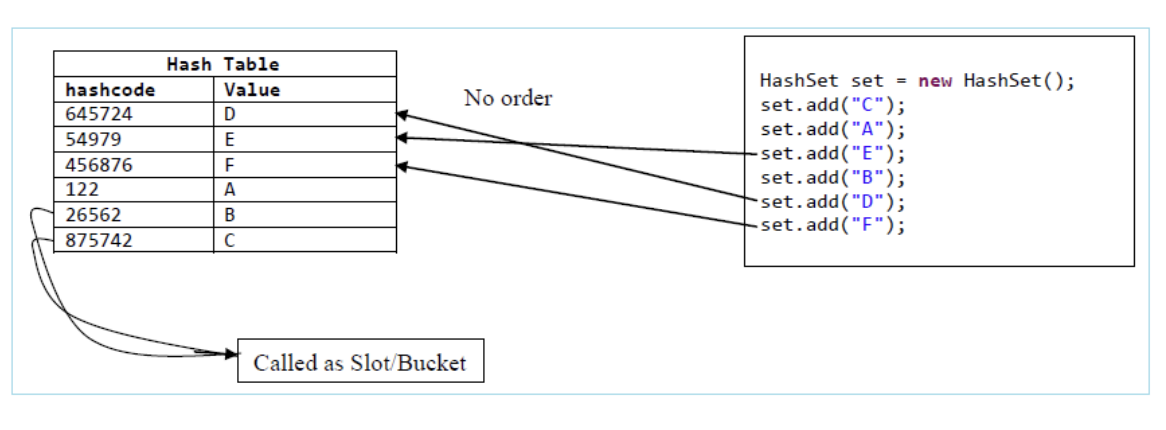 Hash Table
hashcode Value
645724 D
54979 E
456876 F
122 A
26562 B
875742 C
No order
HashSet set = new HashSet();
set.add("C");
set.add("A");
set.add("E");
set.add("B");
set.add("D");
set.add("F");
Called as Slot/Bucket